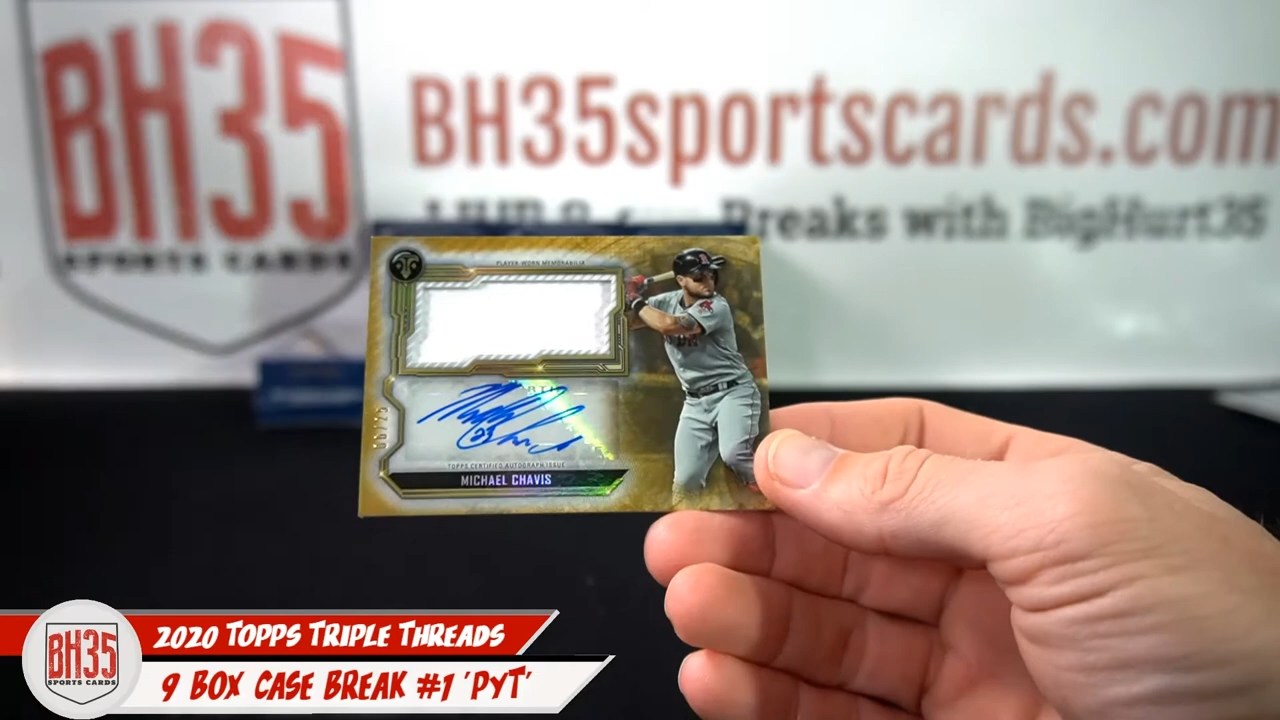 BH35
SPORTS CARDS
BH35sportscards.com
Breaks with BigHurt35
PLAYER-WORN MEMORABILIA
B
TOPPS CERTIFIED AUTOGRAPH ISSUE
MICHAEL CHAVIS
BH35
SPORTS CARDS
2020 TOPPS TRIPLE THREADS
9 BOX CASE BREAK #1 'PYT'